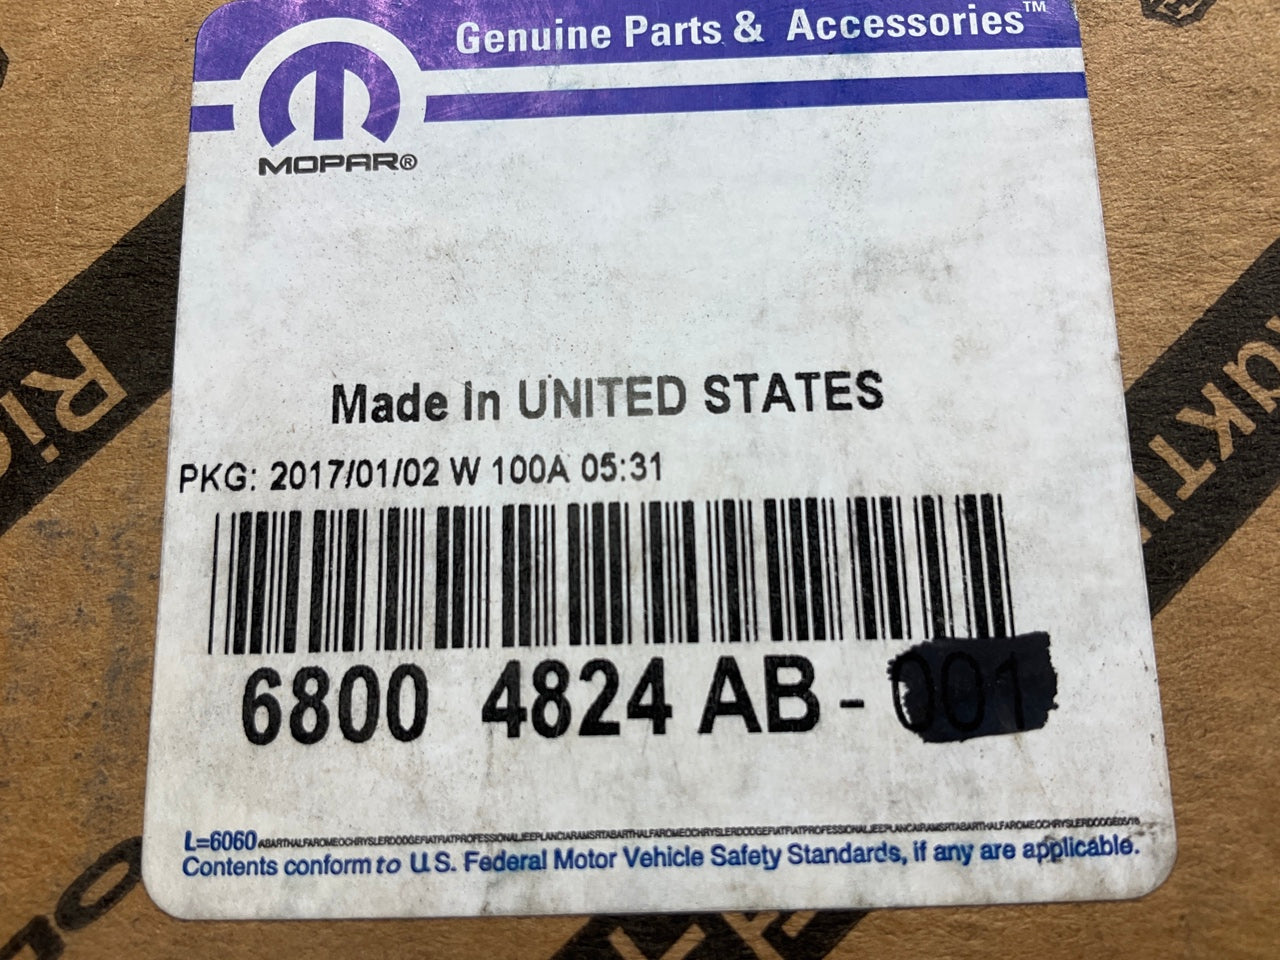 Genuine Parts & Accessories™
MOPAR®
Made In UNITED STATES
PKG: 2017/01/02 W 100A 05:31
6800 4824 AB - 001
L=6060
Contents conform to U.S. Federal Motor Vehicle Safety Standards, if any are applicable.